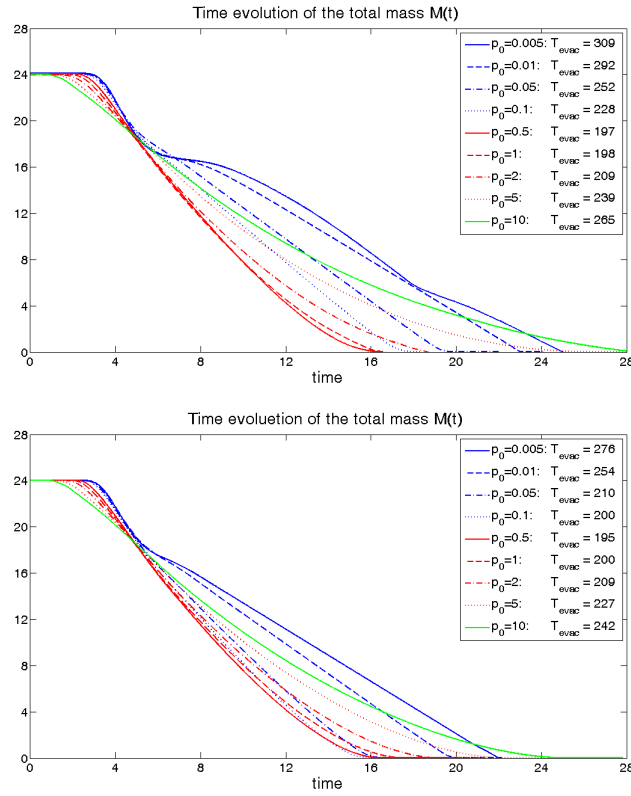 Time evolution of the total mass M(t)
28
24
20
16
12
8
4
0
p0=0.005: Tevac = 309
p0=0.01: Tevac = 292
p0=0.05: Tevac = 252
p0=0.1: Tevac = 228
p0=0.5: Tevac = 197
p0=1: Tevac = 198
p0=2: Tevac = 209
p0=5: Tevac = 239
p0=10: Tevac = 265
0 4 8 12 16 20 24 28
time
Time evoluetion of the total mass M(t)
28
24
20
16
12
8
4
0
p0=0.005: Tevac = 276
p0=0.01: Tevac = 254
p0=0.05: Tevac = 210
p0=0.1: Tevac = 200
p0=0.5: Tevac = 195
p0=1: Tevac = 200
p0=2: Tevac = 209
p0=5: Tevac = 227
p0=10: Tevac = 242
0 4 8 12 16 20 24 28
time